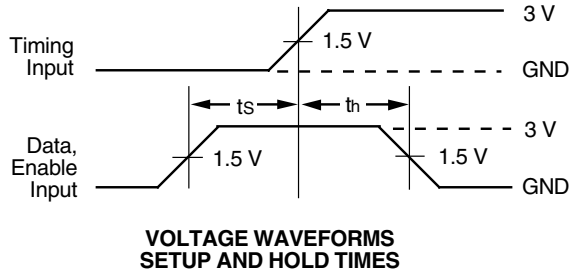 3 V
Timing
Input
1.5 V
GND
ts
th
3 V
Data,
Enable
Input
1.5 V
1.5 V
GND
VOLTAGE WAVEFORMS
SETUP AND HOLD TIMES